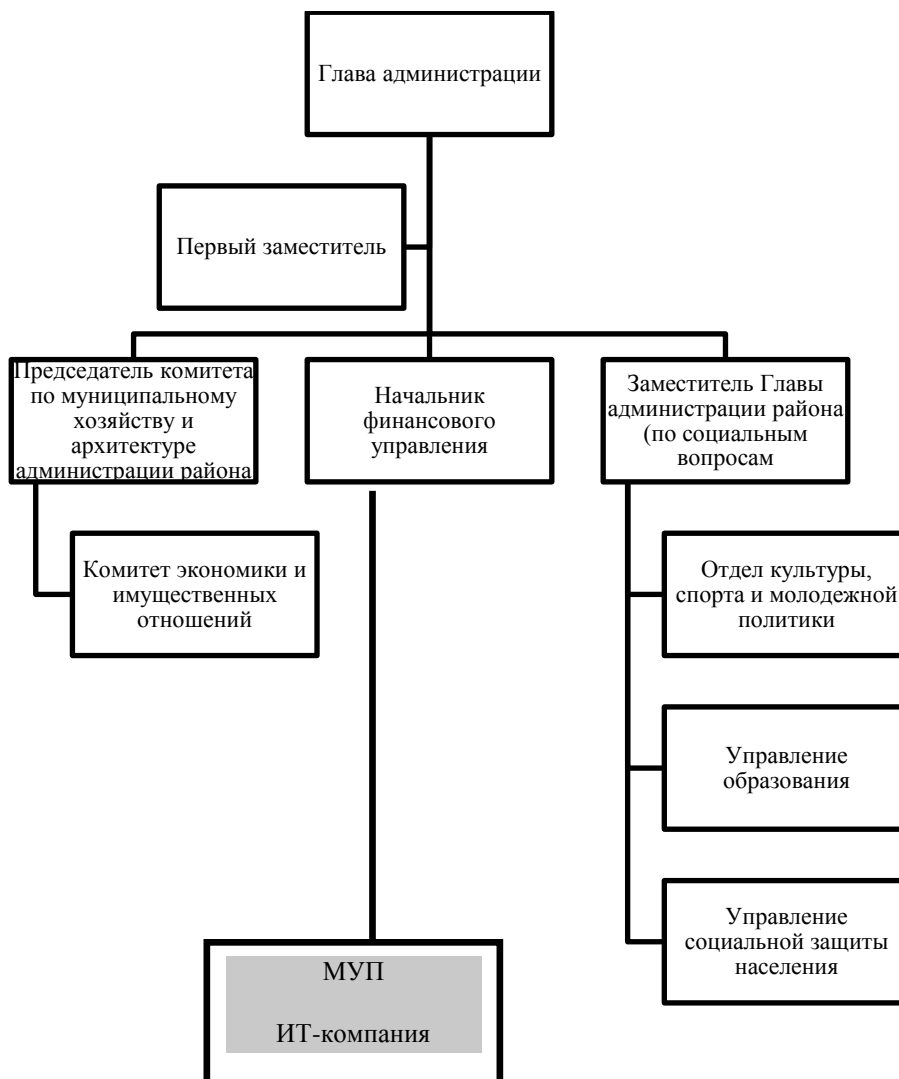 Глава администрации
Первый заместитель
Председатель комитета
по муниципальному
хозяйству и
архитектуре
администрации района
Начальник
финансового
управления
Заместитель Главы
администрации района
(по социальным
вопросам
Комитет экономики и
имущественных
отношений
Отдел культуры,
спорта и молодежной
политики
Управление
образования
Управление
социальной защиты
населения
МУП
ИТ-компания